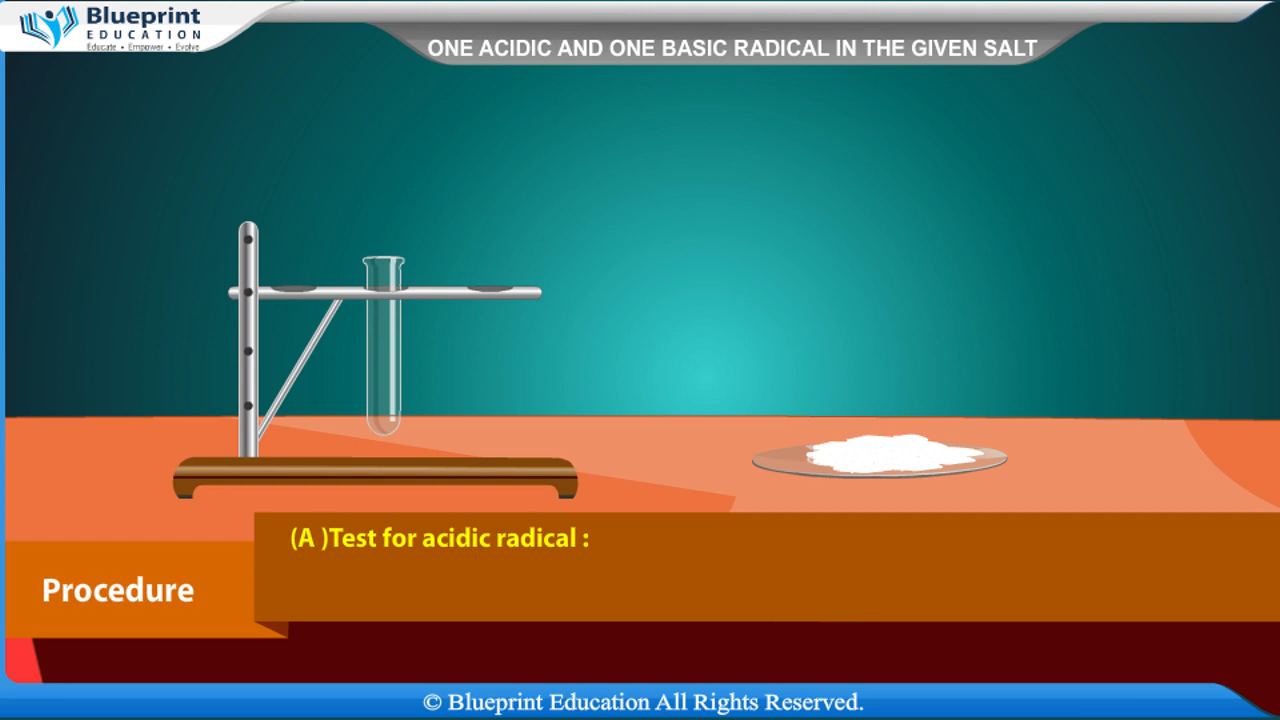 Blueprint
EDUCATION
Educate • Empower • Evolve
ONE ACIDIC AND ONE BASIC RADICAL IN THE GIVEN SALT
(A )Test for acidic radical :
Procedure
© Blueprint Education All Rights Reserved.